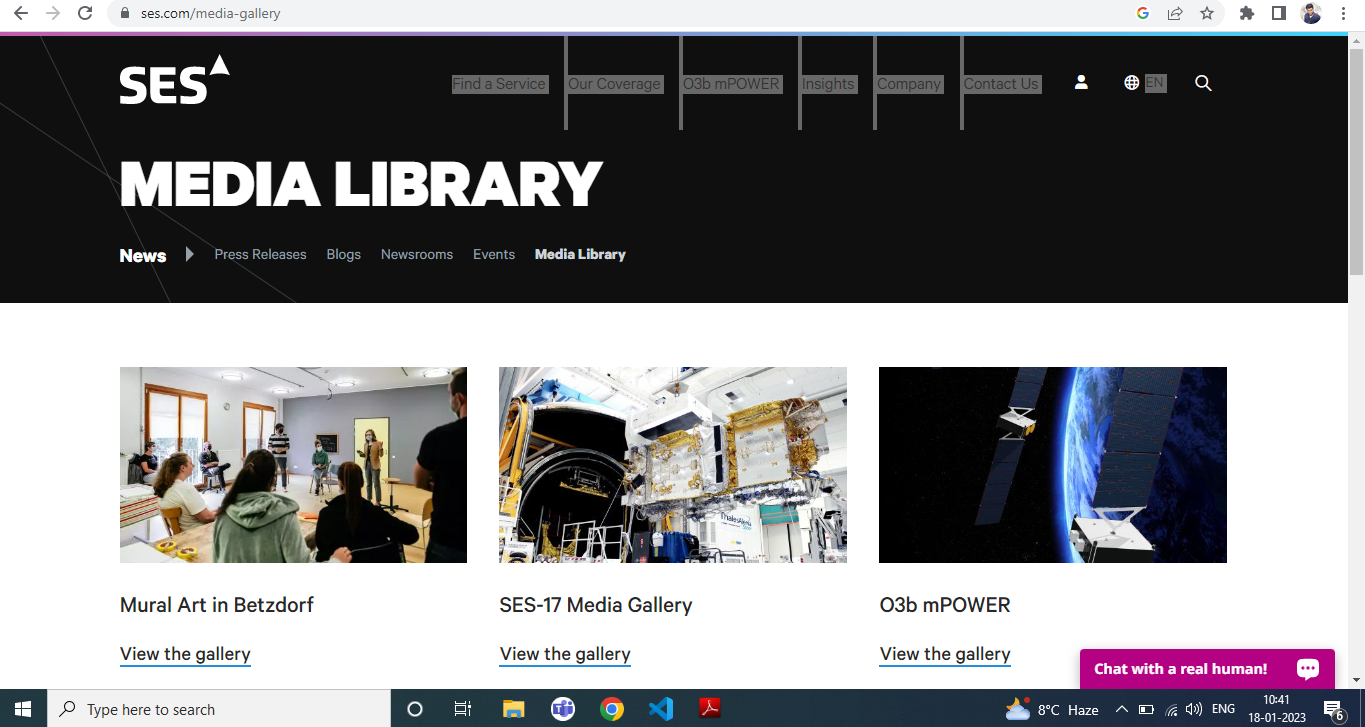 ses.com/media-gallery
SES
Find a Service Our Coverage O3b mPOWER Insights Company Contact Us EN
MEDIA LIBRARY
News Press Releases Blogs Newsrooms Events Media Library
ThalesAlenia
Mural Art in Betzdorf SES-17 Media Gallery O3b mPOWER
View the gallery View the gallery View the gallery
Chat with a real human!
Type here to search 8°C Haze ENG 10:41
18-01-2023 6